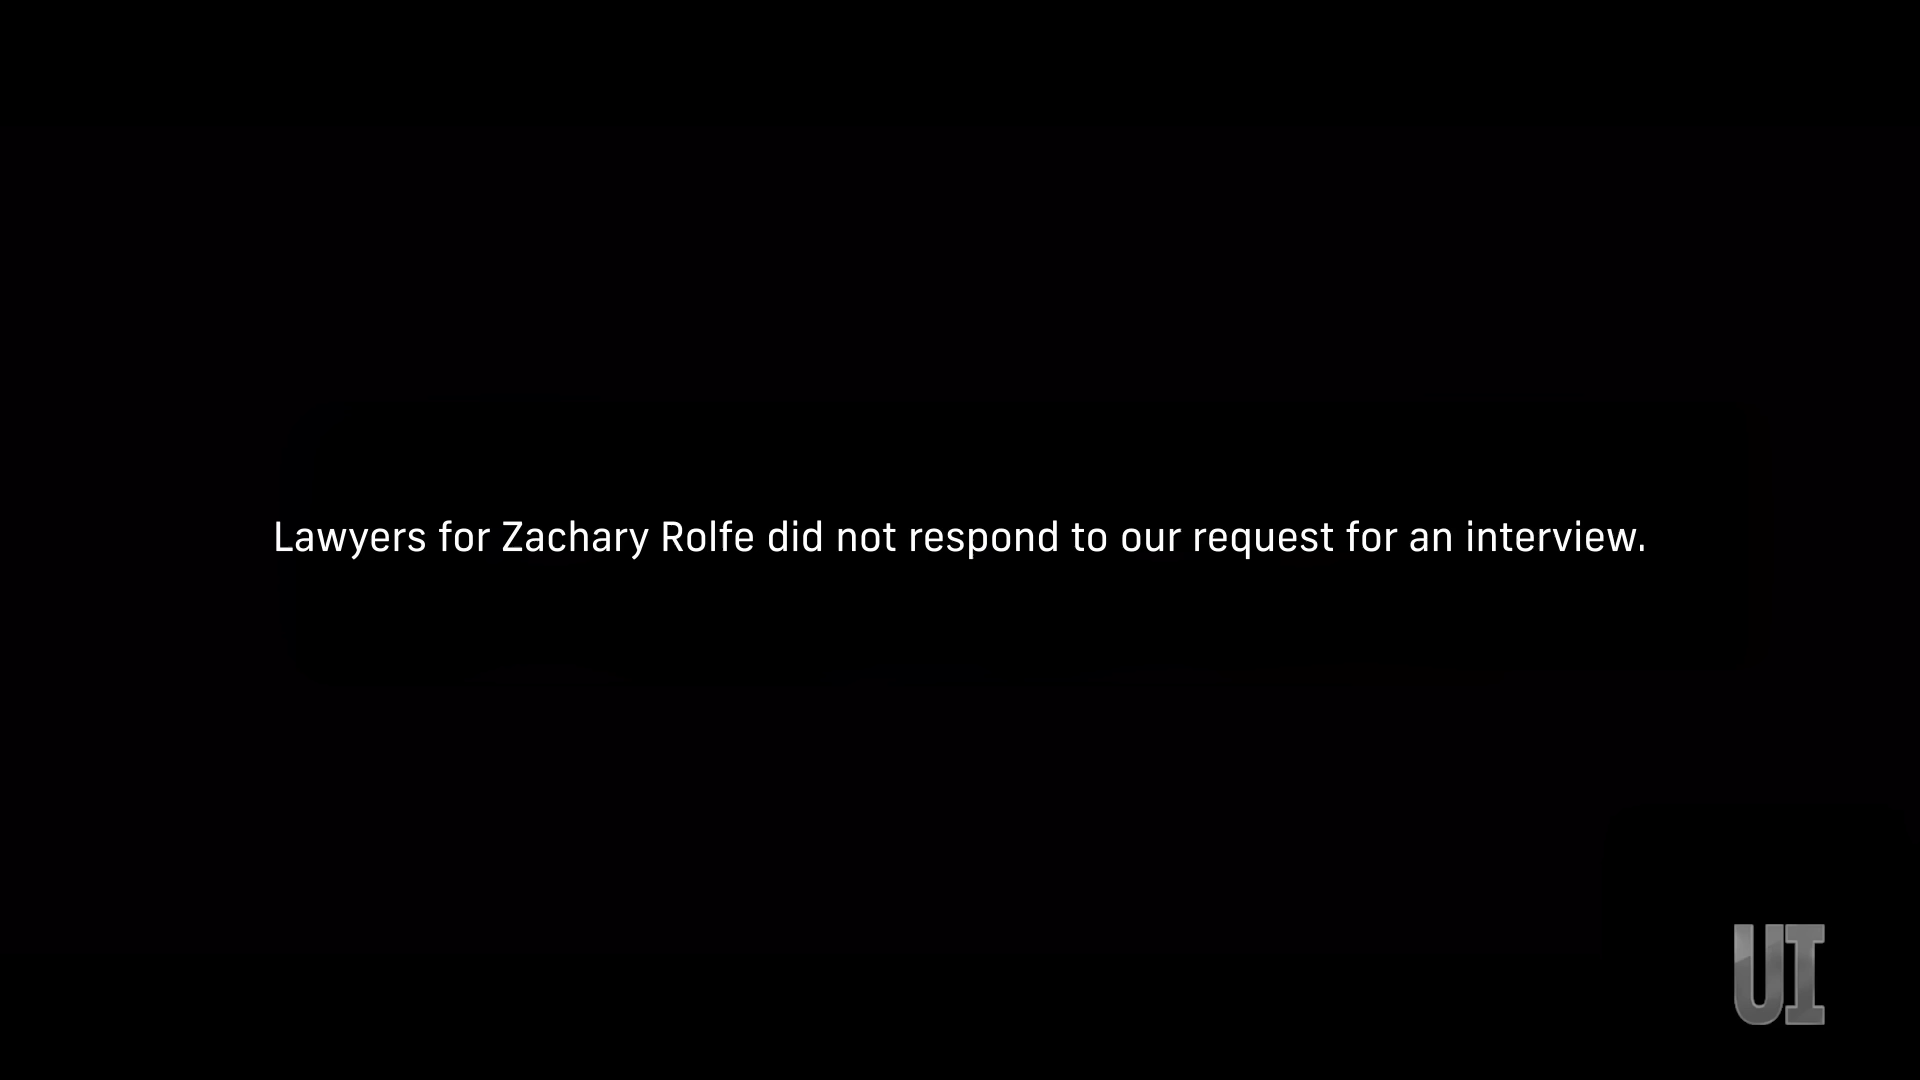 Lawyers for Zachary Rolfe did not respond to our request for an interview.
UI